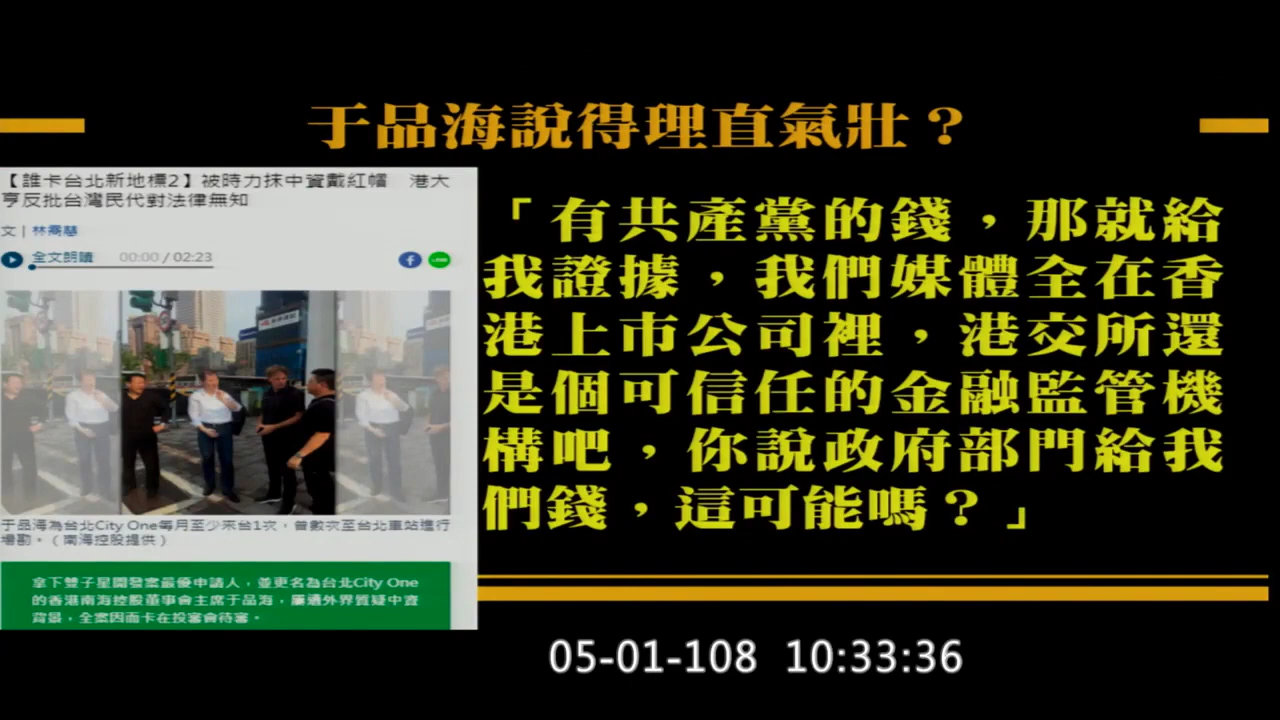 于品海說得理直氣壯？
【誰卡台北新地標2】被時力抹中資戴紅帽　港大
亨反批台灣民代對法律無知
文｜林喬慧
全文朗讀 00:00 / 02:23
于品海為台北City One每月至少來台1次，曾數次至台北車站進行
場勘。（南海控股提供）
拿下雙子星開發案最優申請人，並更名為台北City One
的香港南海控股董事會主席于品海，屢遭外界質疑中資
背景，全案因而卡在投審會待審。
「有共產黨的錢，那就給
我證據，我們媒體全在香
港上市公司裡，港交所還
是個可信任的金融監管機
構吧，你說政府部門給我
們錢，這可能嗎？」
05-01-108 10:33:36